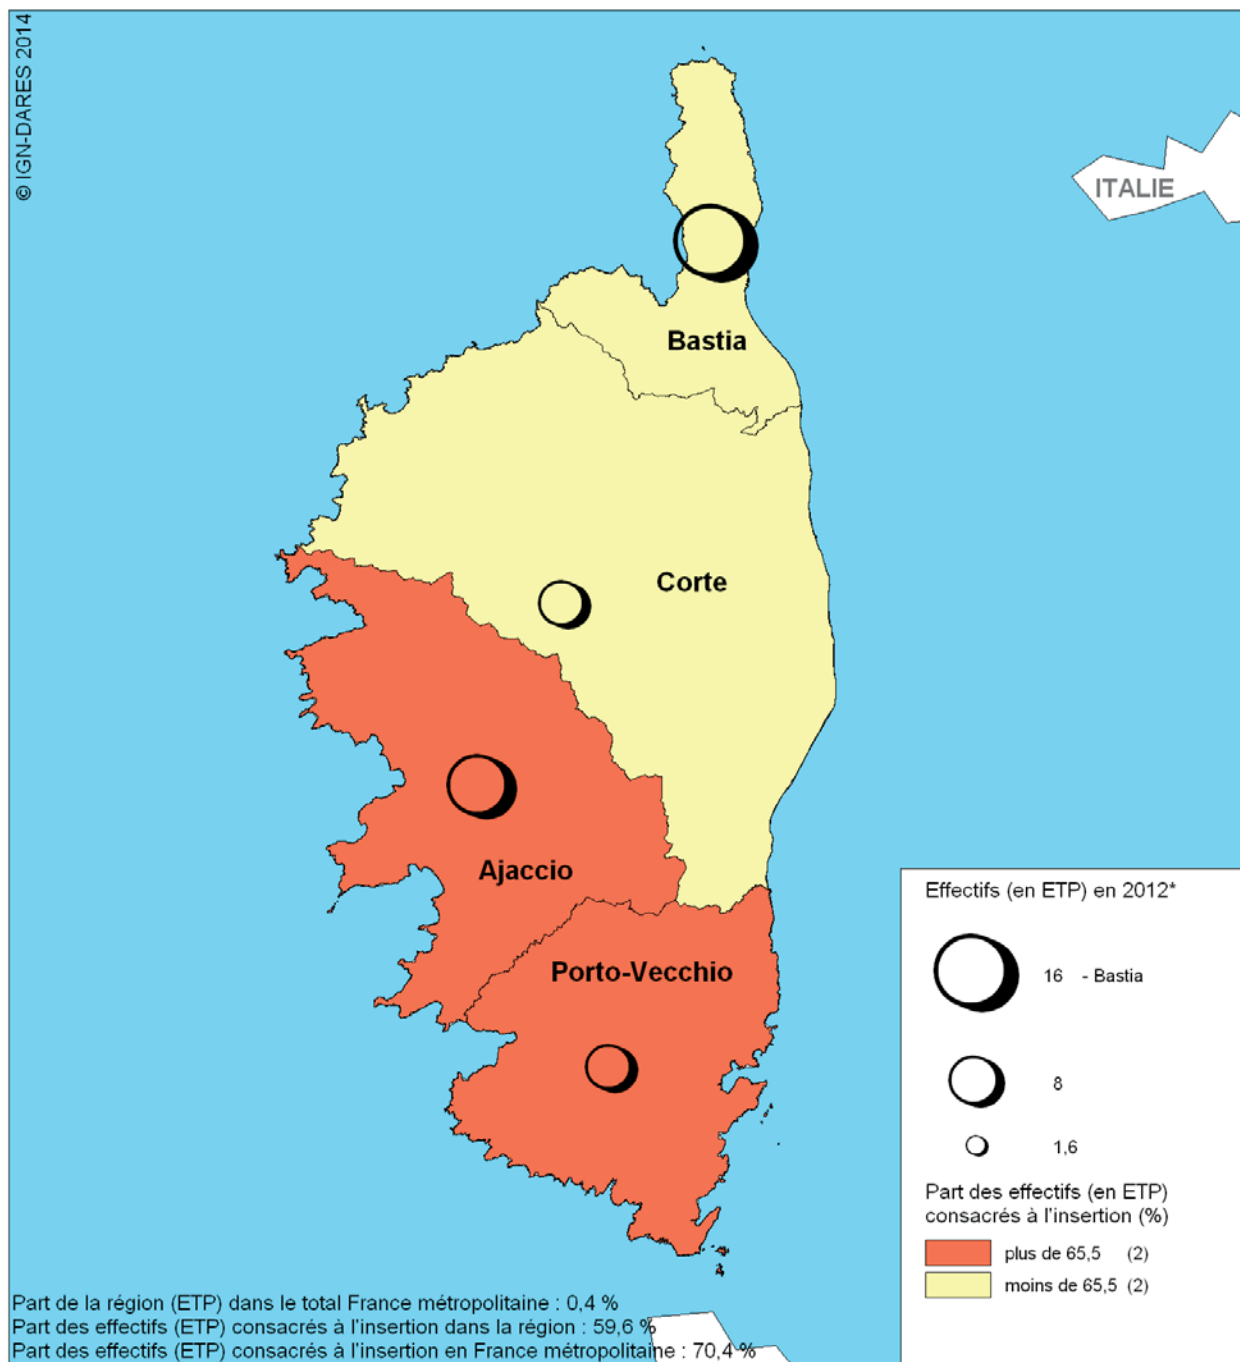 © IGN-DARES 2014
ITALIE
Bastia
Corte
Ajaccio
Porto-Vecchio
Effectifs (en ETP) en 2012*
16 - Bastia
8
1,6
Part des effectifs (en ETP)
consacrés à l'insertion (%)
plus de 65,5 (2)
moins de 65,5 (2)
Part de la région (ETP) dans le total France métropolitaine : 0,4 %
Part des effectifs (ETP) consacrés à l'insertion dans la région : 59,6 %
Part des effectifs (ETP) consacrés à l'insertion en France métropolitaine : 70,4 %